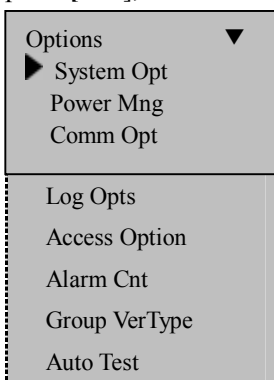 Options ▼
▶ System Opt
Power Mng
Comm Opt
Log Opts
Access Option
Alarm Cnt
Group VerType
Auto Test